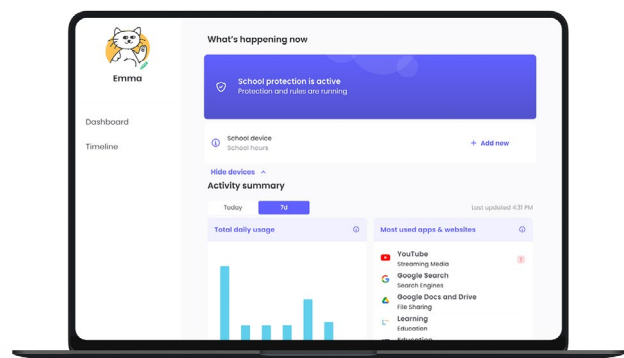 Emma
Dashboard
Timeline
What's happening now
School protection is active
Protection and rules are running
School device
School hours
+ Add new
Hide devices
Activity summary
Today
7d
Last updated 4:31 PM
Total daily usage
Most used apps & websites
YouTube
Streaming Media
Google Search
Search Engines
Google Docs and Drive
File Sharing
Learning
Education
Education